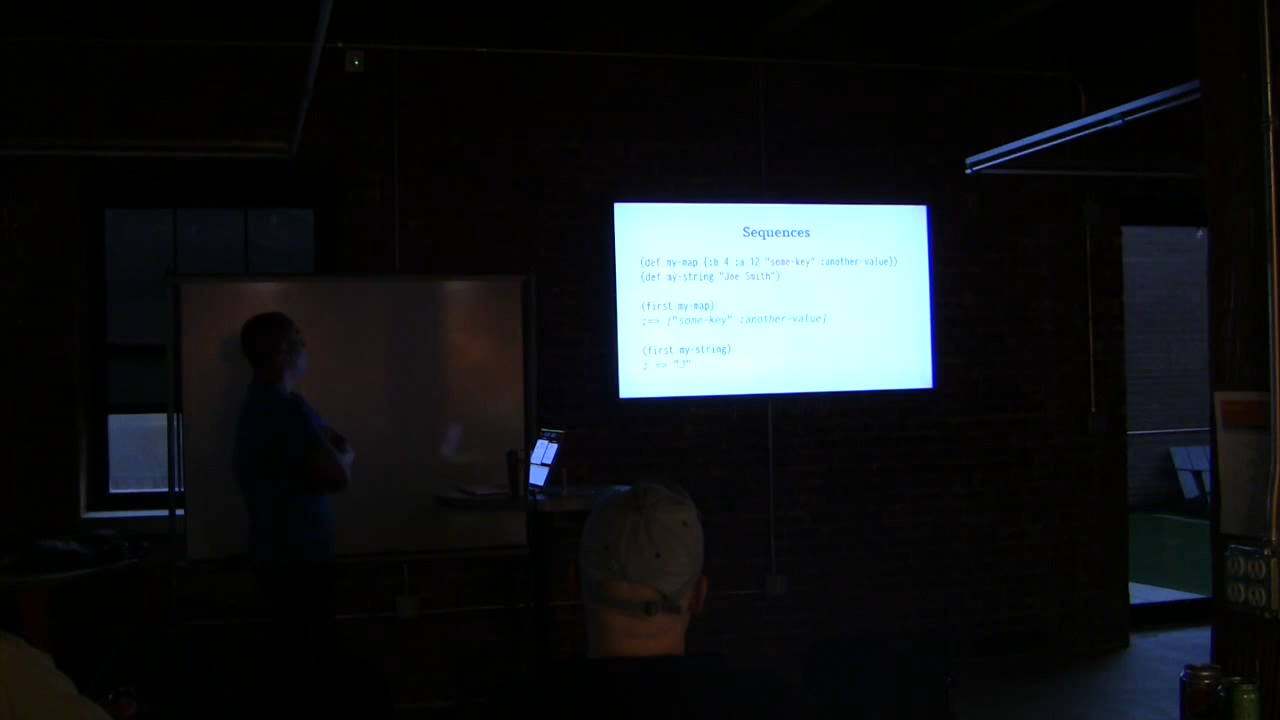 Sequences
(def my-map {:b 4 :a 12 "some-key" :another-value})
(def my-string "Joe Smith")
(first my-map)
;=> ["some-key" :another-value]
(first my-string)
; => "J"